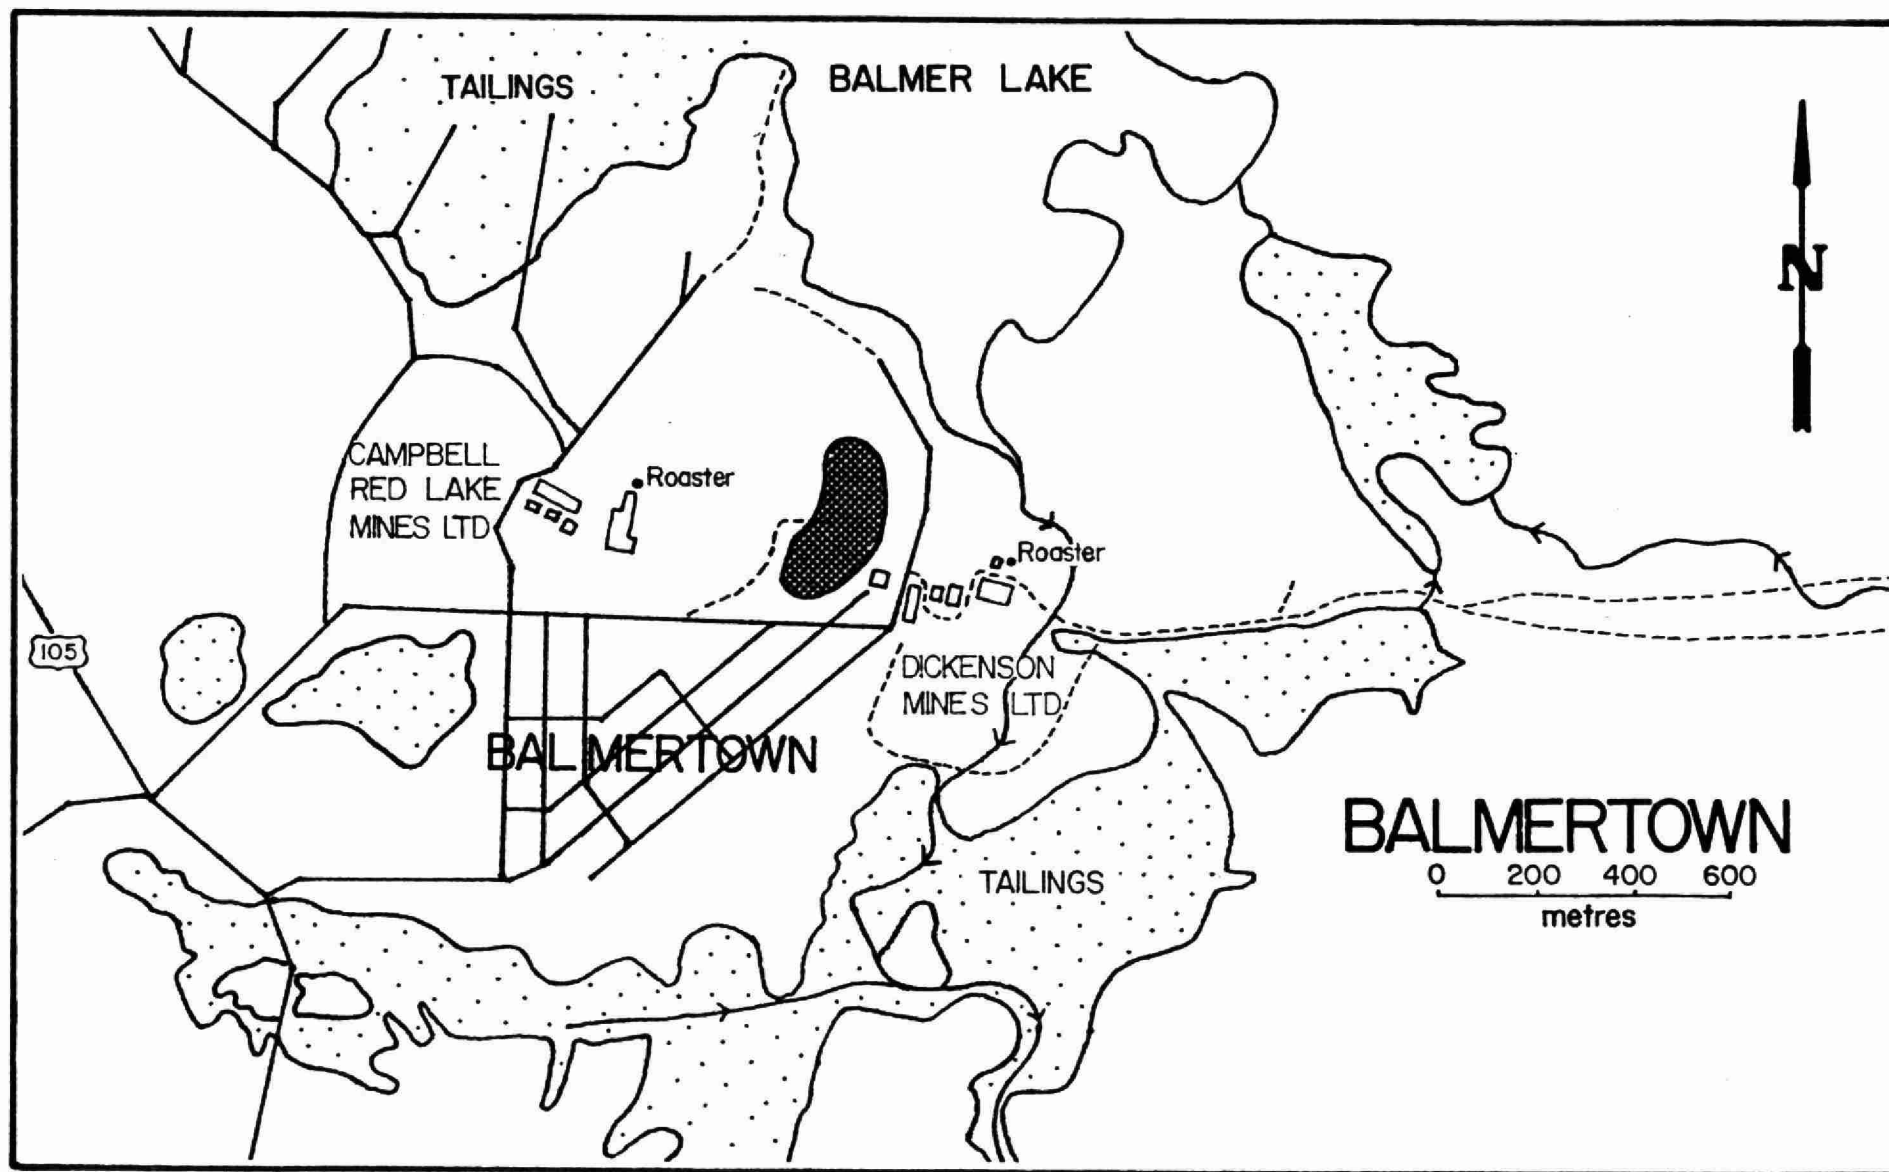 TAILINGS
BALMER LAKE
N
CAMPBELL
RED LAKE
MINES LTD
Roaster
Roaster
105
DICKENSON
MINES LTD
BALMERTOWN
BALMERTOWN
0 200 400 600
metres
TAILINGS